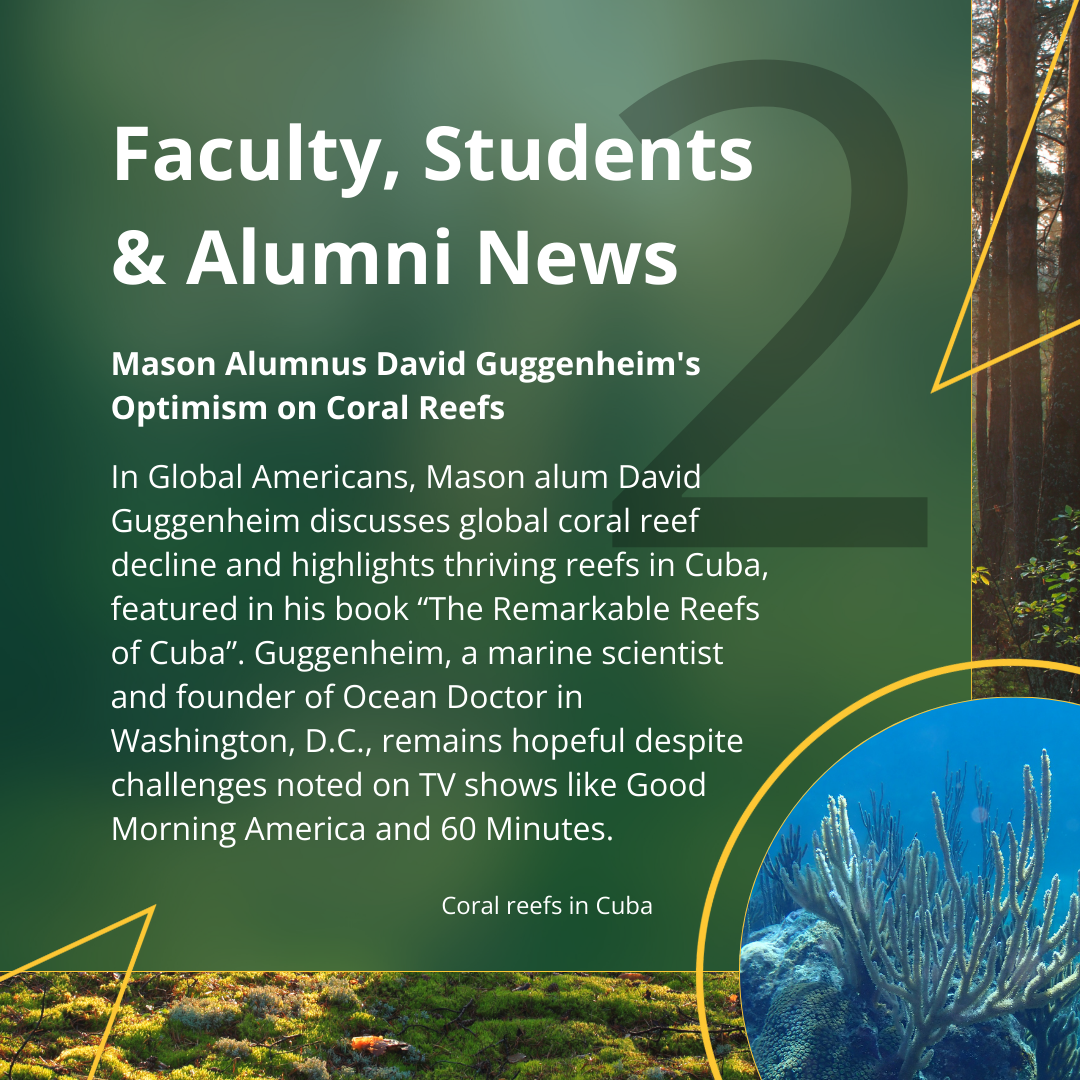 2
Faculty, Students
& Alumni News
Mason Alumnus David Guggenheim's
Optimism on Coral Reefs
In Global Americans, Mason alum David
Guggenheim discusses global coral reef
decline and highlights thriving reefs in Cuba,
featured in his book “The Remarkable Reefs
of Cuba”. Guggenheim, a marine scientist
and founder of Ocean Doctor in
Washington, D.C., remains hopeful despite
challenges noted on TV shows like Good
Morning America and 60 Minutes.
Coral reefs in Cuba